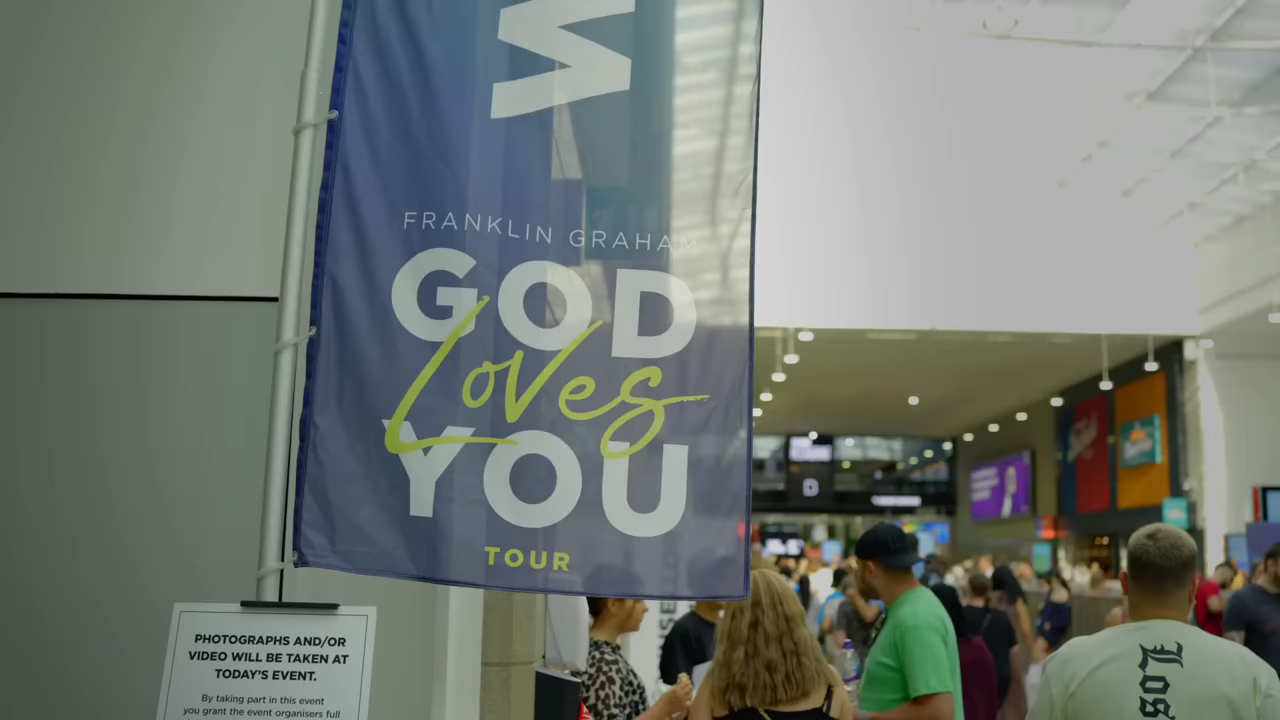 W
FRANKLIN GRAHAM
GOD
Loves
YOU
TOUR
PHOTOGRAPHS AND/OR
VIDEO WILL BE TAKEN AT
TODAY'S EVENT.
By taking part in this event
you grant the event organisers full
D
Los